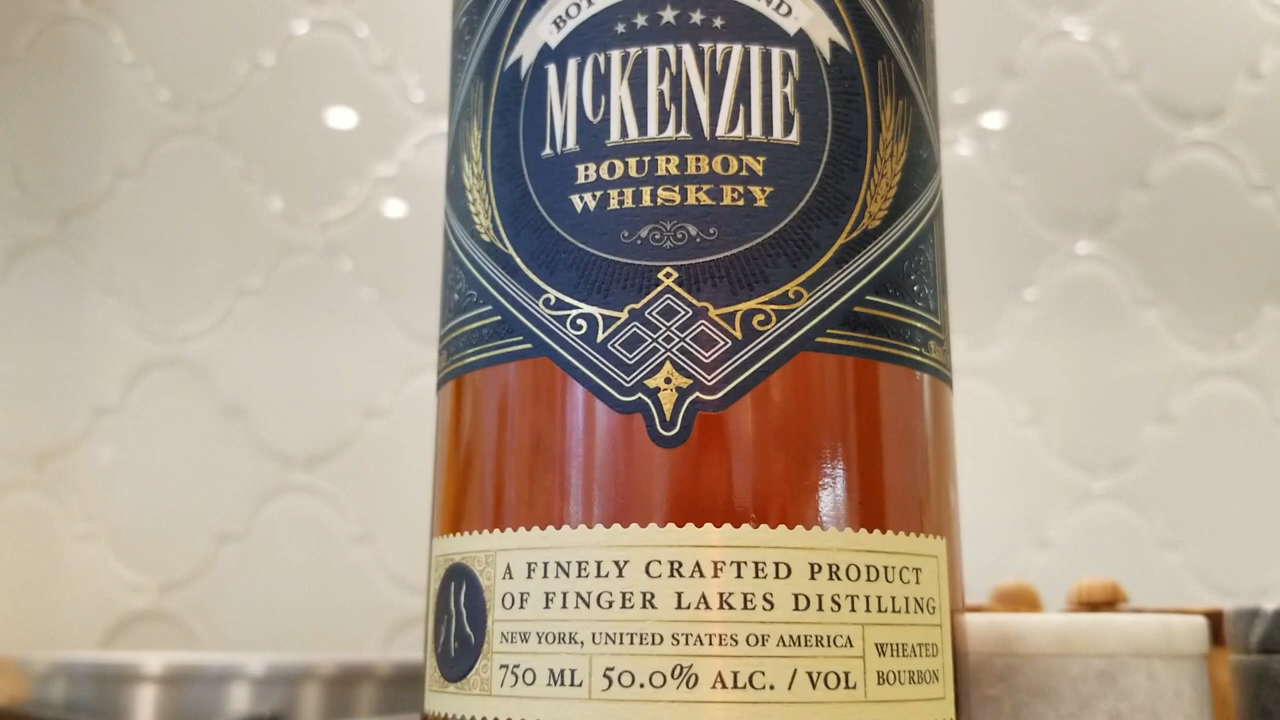 McKENZIE
BOURBON
WHISKEY
A FINELY CRAFTED PRODUCT
OF FINGER LAKES DISTILLING
NEW YORK, UNITED STATES OF AMERICA
750 ML 50.0% ALC. / VOL
WHEATED
BOURBON